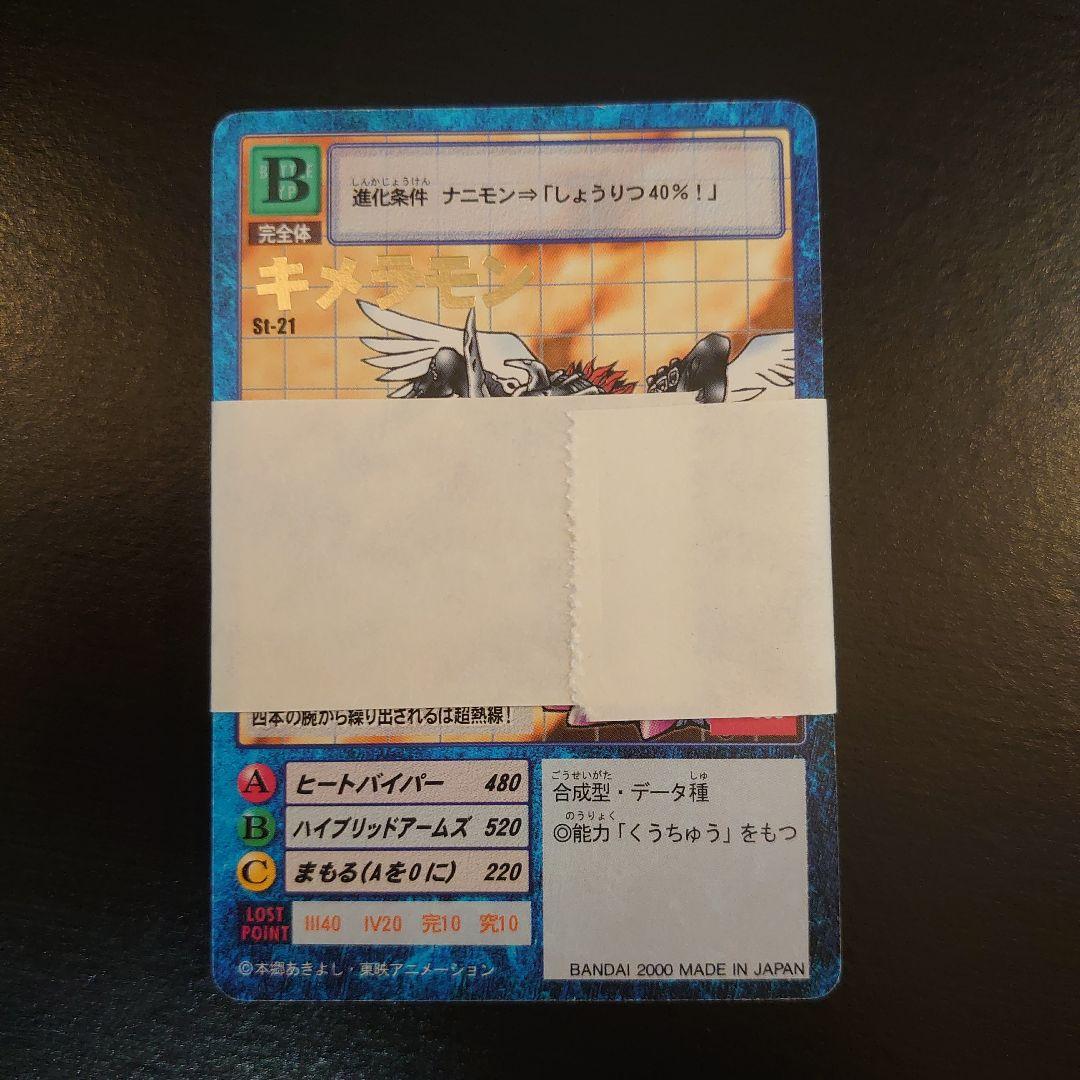 しんかじょうけん
進化条件 ナニモン⇒「しょうりつ40%!」
B
完全体
キメラモン
St-21
四本の腕から繰り出されるは超熱線!
A ヒートバイパー 480
B ハイブリッドアームズ 520
C まもる(Aを0に) 220
LOST POINT III40 IV20 完10 究10
ごうせいがた しゅ
合成型・データ種
のうりょく
◎能力「くうちゅう」をもつ
©本郷あきよし・東映アニメーション
BANDAI 2000 MADE IN JAPAN